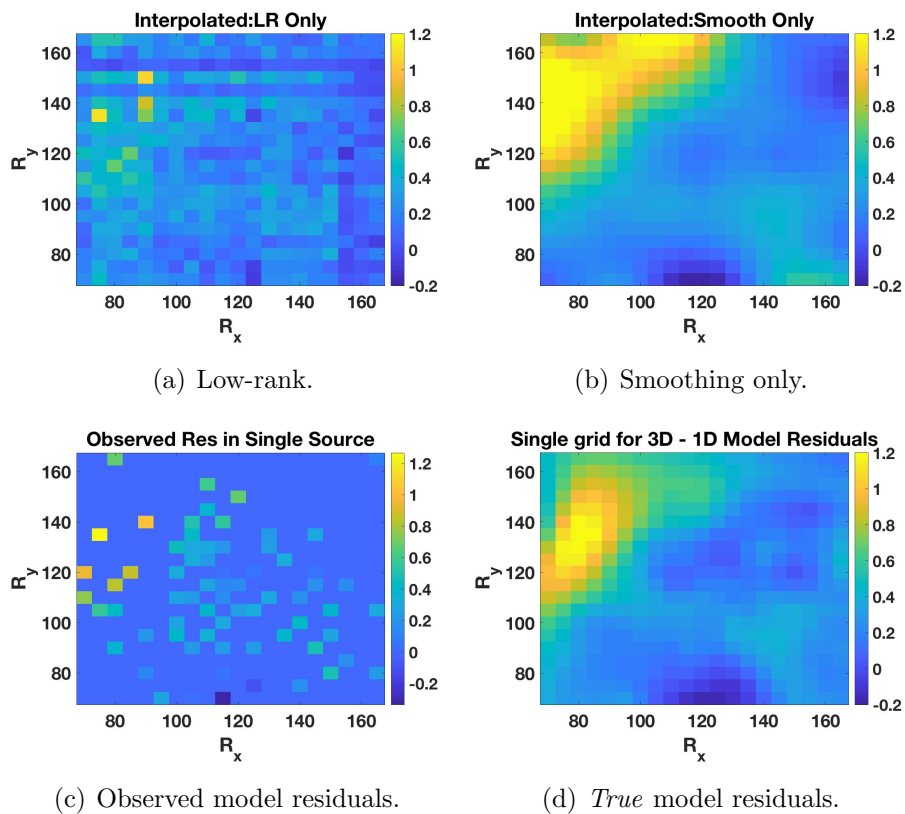 Interpolated:LR Only
160
140
120
100
80
R_y
80 100 120 140 160
R_x
1.2
1
0.8
0.6
0.4
0.2
0
-0.2
(a) Low-rank.
Interpolated:Smooth Only
160
140
120
100
80
R_y
80 100 120 140 160
R_x
1.2
1
0.8
0.6
0.4
0.2
0
-0.2
(b) Smoothing only.
Observed Res in Single Source
160
140
120
100
80
R_y
80 100 120 140 160
R_x
1.2
1
0.8
0.6
0.4
0.2
0
-0.2
(c) Observed model residuals.
Single grid for 3D - 1D Model Residuals
160
140
120
100
80
R_y
80 100 120 140 160
R_x
1.2
1
0.8
0.6
0.4
0.2
0
-0.2
(d) True model residuals.